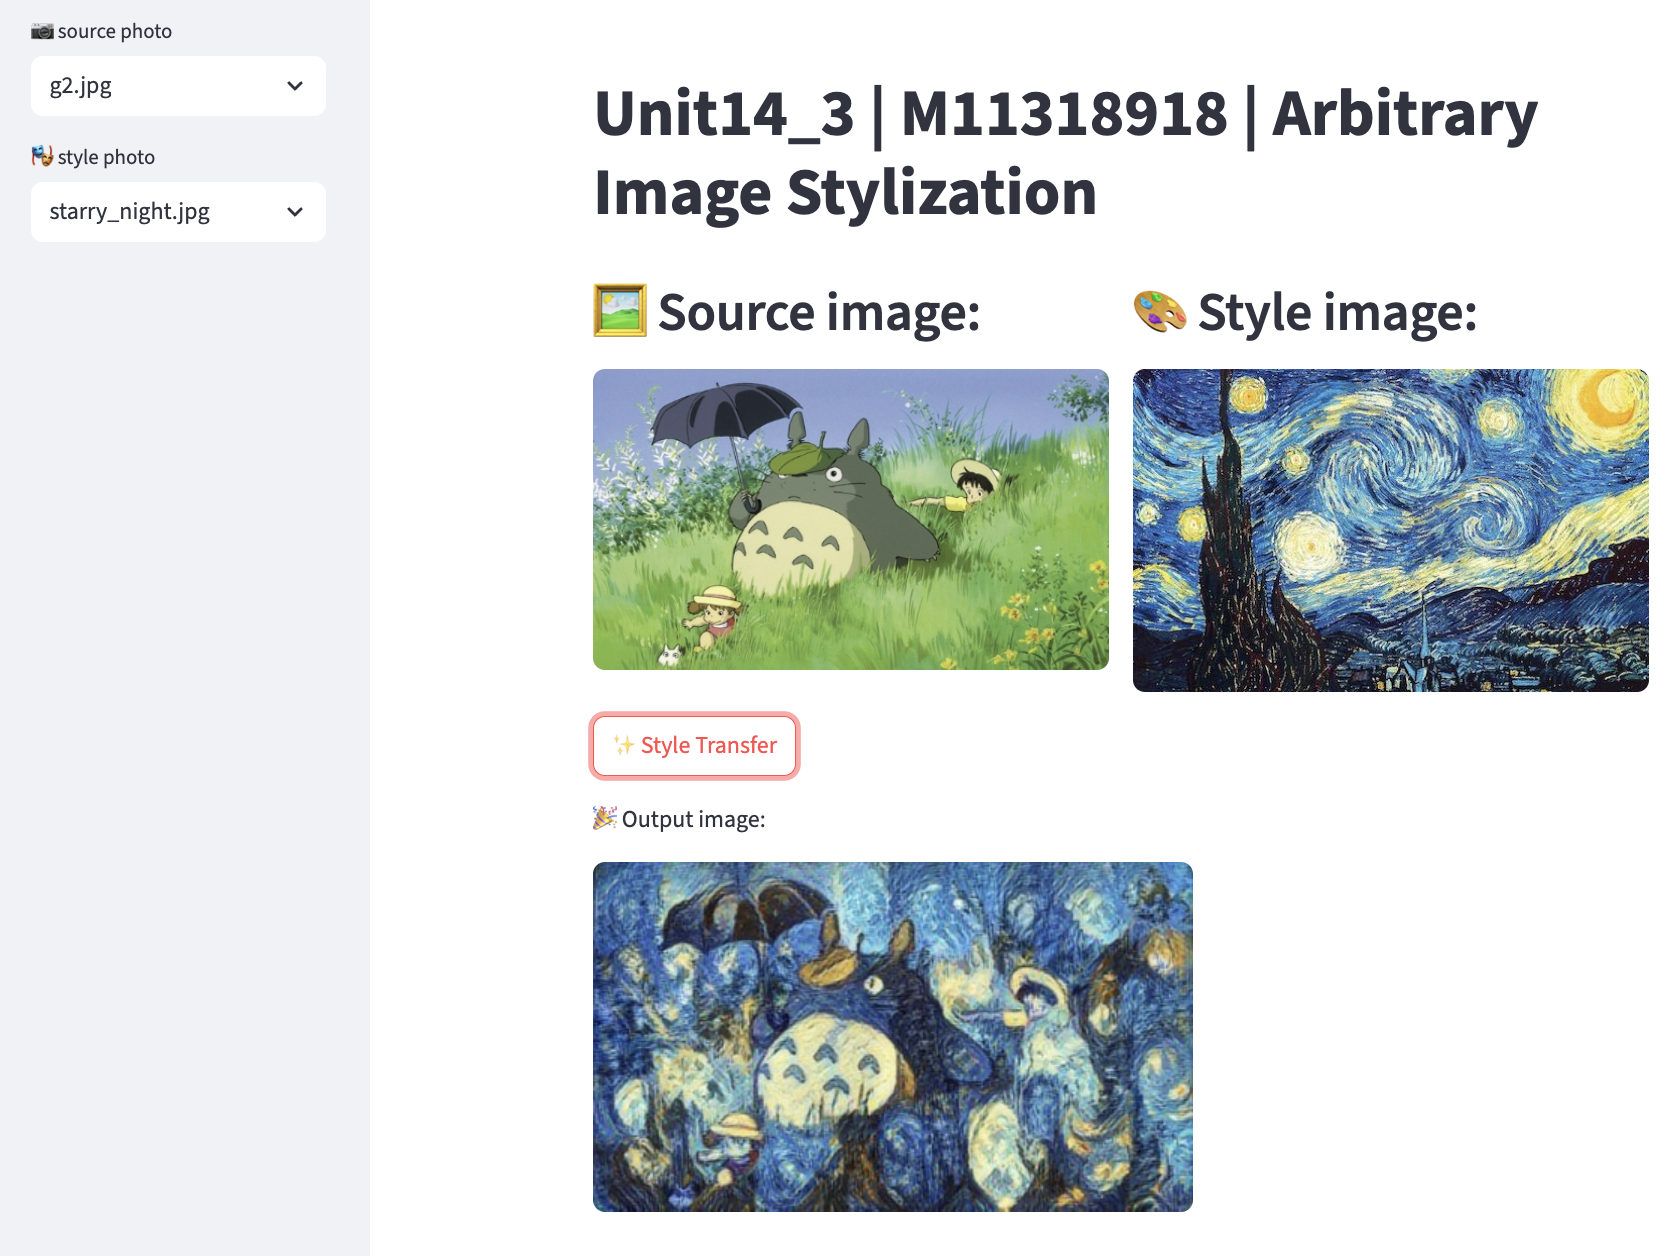 source photo
g2.jpg
style photo
starry_night.jpg
Unit14_3 | M11318918 | Arbitrary
Image Stylization
Source image:
Style image:
Style Transfer
Output image: